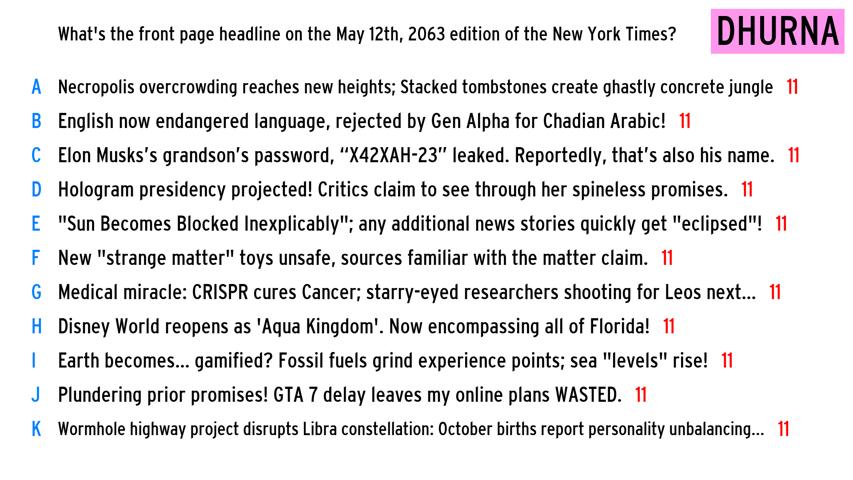 What's the front page headline on the May 12th, 2063 edition of the New York Times?
DHURNA
A Necropolis overcrowding reaches new heights; Stacked tombstones create ghastly concrete jungle 11
B English now endangered language, rejected by Gen Alpha for Chadian Arabic! 11
C Elon Musks’s grandson’s password, “X42XAH-23” leaked. Reportedly, that’s also his name. 11
D Hologram presidency projected! Critics claim to see through her spineless promises. 11
E "Sun Becomes Blocked Inexplicably"; any additional news stories quickly get "eclipsed"! 11
F New "strange matter" toys unsafe, sources familiar with the matter claim. 11
G Medical miracle: CRISPR cures Cancer; starry-eyed researchers shooting for Leos next... 11
H Disney World reopens as 'Aqua Kingdom'. Now encompassing all of Florida! 11
I Earth becomes... gamified? Fossil fuels grind experience points; sea "levels" rise! 11
J Plundering prior promises! GTA 7 delay leaves my online plans WASTED. 11
K Wormhole highway project disrupts Libra constellation: October births report personality unbalancing... 11